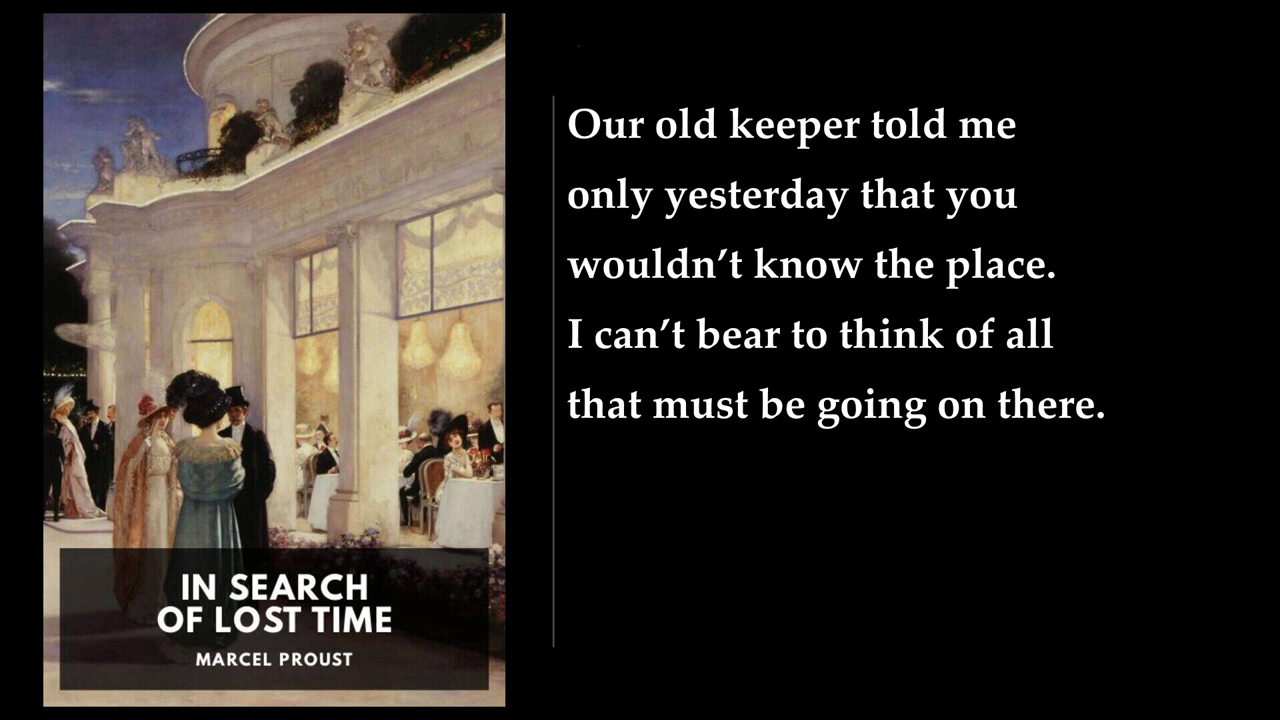 IN SEARCH
OF LOST TIME
MARCEL PROUST
Our old keeper told me
only yesterday that you
wouldn’t know the place.
I can’t bear to think of all
that must be going on there.